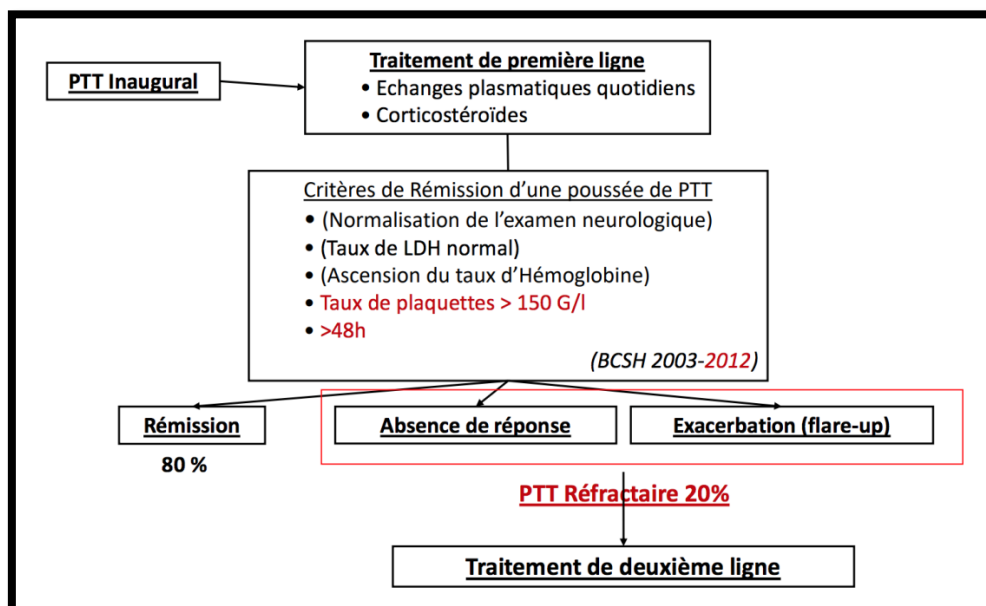 PTT Inaugural
Traitement de première ligne
• Echanges plasmatiques quotidiens
• Corticostéroïdes
Critères de Rémission d’une poussée de PTT
• (Normalisation de l’examen neurologique)
• (Taux de LDH normal)
• (Ascension du taux d’Hémoglobine)
• Taux de plaquettes > 150 G/l
• >48h
(BCSH 2003-2012)
Rémission
Absence de réponse
Exacerbation (flare-up)
80 %
PTT Réfractaire 20%
Traitement de deuxième ligne